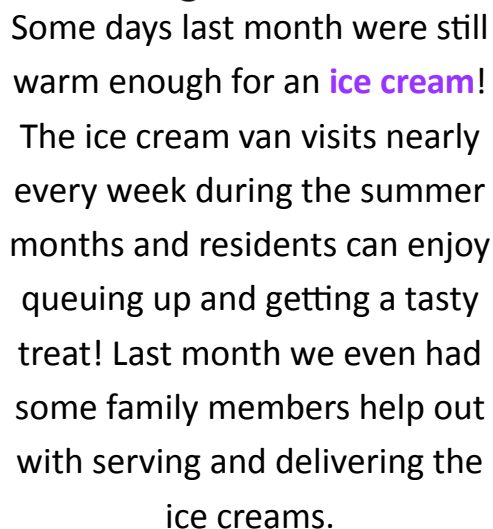 Some days last month were still
warm enough for an ice cream!
The ice cream van visits nearly
every week during the summer
months and residents can enjoy
queuing up and getting a tasty
treat! Last month we even had
some family members help out
with serving and delivering the
ice creams.